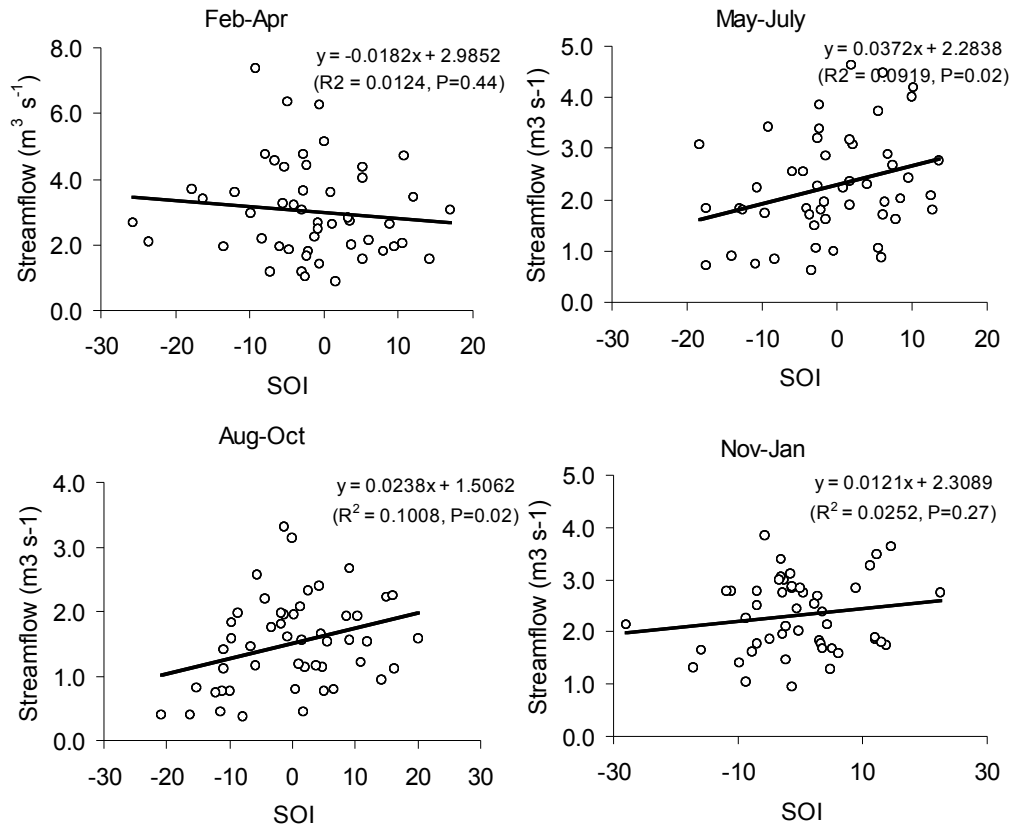 Feb-Apr
y = -0.0182x + 2.9852
(R2 = 0.0124, P=0.44)
Streamflow (m³ s⁻¹)
8.0
6.0
4.0
2.0
0.0
-30 -20 -10 0 10 20
SOI
May-July
y = 0.0372x + 2.2838
(R2 = 0.0919, P=0.02)
Streamflow (m3 s-1)
5.0
4.0
3.0
2.0
1.0
0.0
-30 -20 -10 0 10 20
SOI
Aug-Oct
y = 0.0238x + 1.5062
(R² = 0.1008, P=0.02)
Streamflow (m3 s-1)
4.0
3.0
2.0
1.0
0.0
-30 -20 -10 0 10 20 30
SOI
Nov-Jan
y = 0.0121x + 2.3089
(R² = 0.0252, P=0.27)
Streamflow (m3 s-1)
5.0
4.0
3.0
2.0
1.0
0.0
-30 -10 10 30
SOI